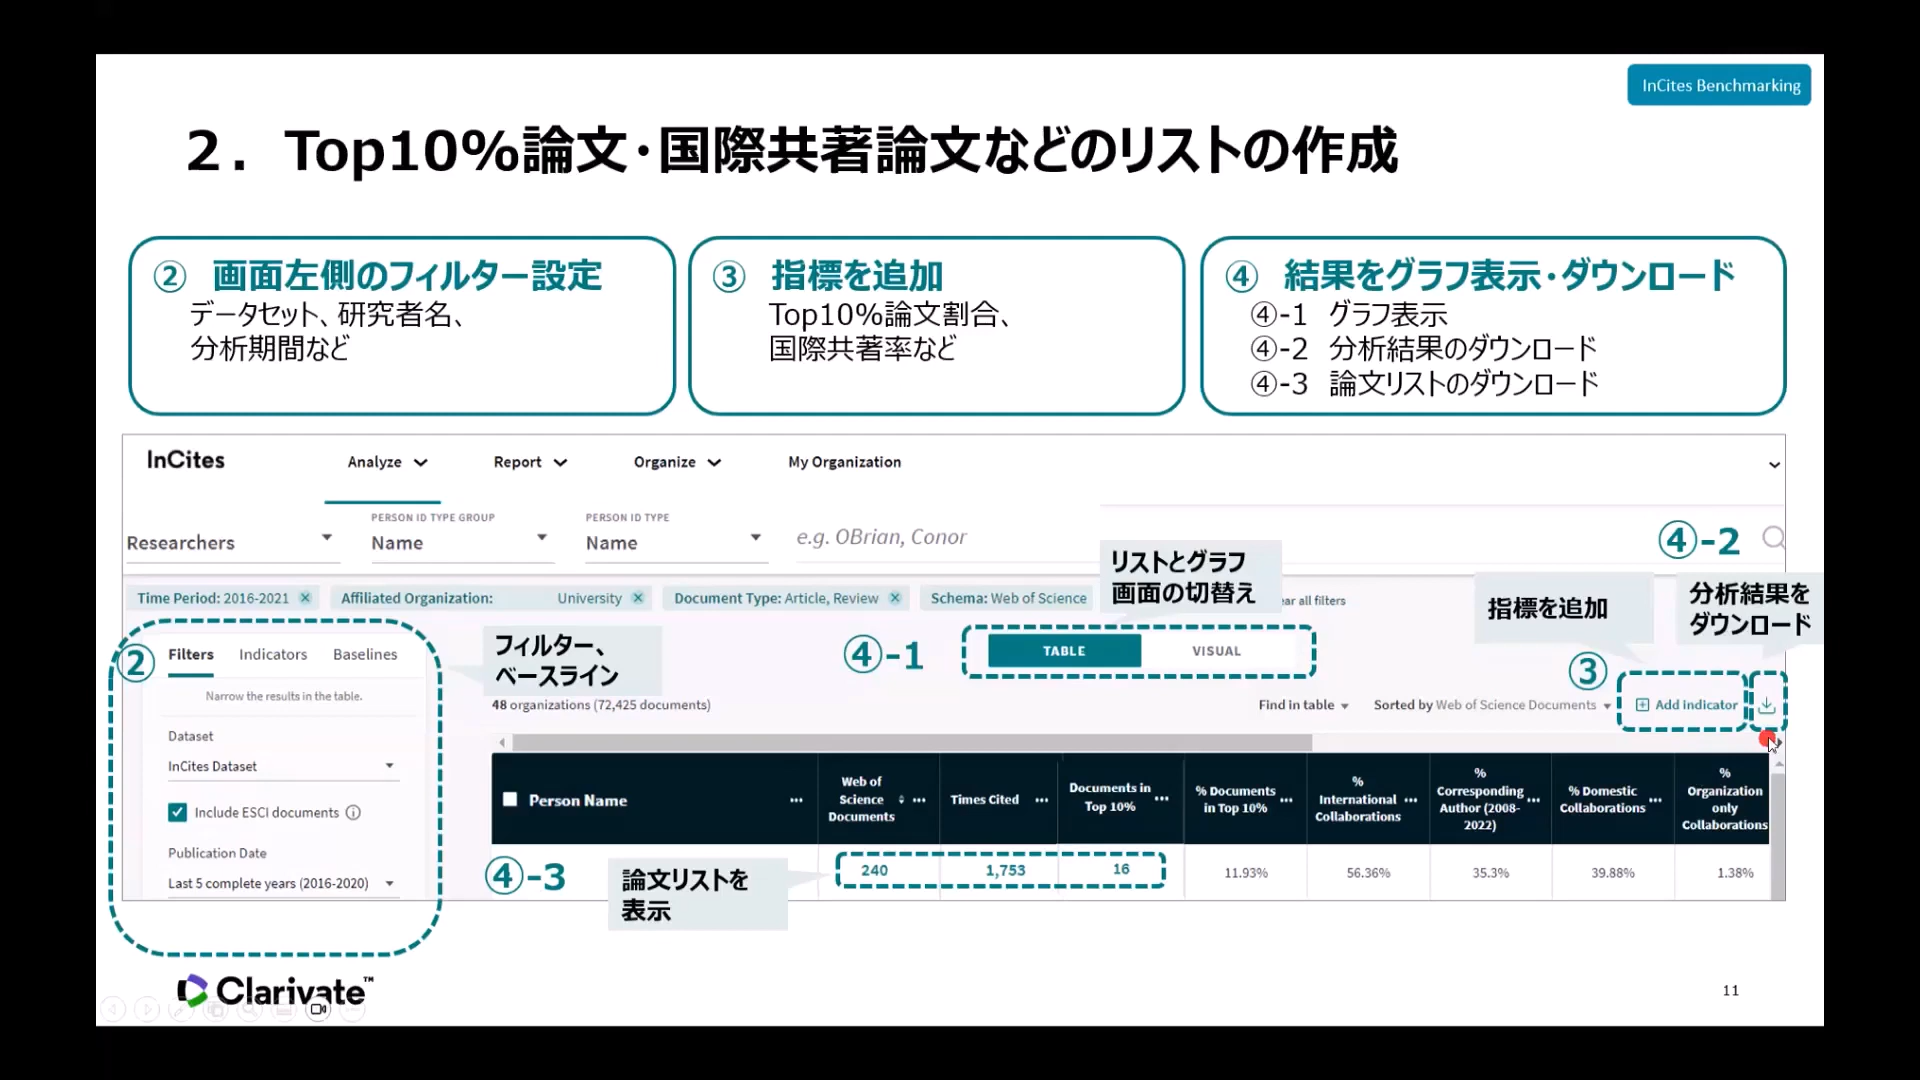 InCites Benchmarking
２．Top10%論文・国際共著論文などのリストの作成
② 画面左側のフィルター設定
データセット、研究者名、
分析期間など
③ 指標を追加
Top10%論文割合、
国際共著率など
④ 結果をグラフ表示・ダウンロード
④-1 グラフ表示
④-2 分析結果のダウンロード
④-3 論文リストのダウンロード
InCites Analyze Report Organize My Organization
PERSON ID TYPE GROUP PERSON ID TYPE
Researchers Name Name e.g. OBrian, Conor
④-2
リストとグラフ
画面の切替え
指標を追加
分析結果を
ダウンロード
Time Period: 2016-2021 Affiliated Organization: University Document Type: Article, Review Schema: Web of Science ar all filters
②
Filters Indicators Baselines
フィルター、
ベースライン
④-1
TABLE VISUAL
③
Narrow the results in the table.
48 organizations (72,425 documents) Find in table Sorted by Web of Science Documents Add indicator
Dataset
InCites Dataset
Include ESCI documents
Publication Date
Last 5 complete years (2016-2020)
Person Name
Web of
Science
Documents
Times Cited
Documents in
Top 10%
% Documents
in Top 10%
%
International
Collaborations
%
Corresponding
Author (2008-
2022)
% Domestic
Collaborations
%
Organization
only
Collaborations
④-3
論文リストを
表示
240 1,753 16 11.93% 56.36% 35.3% 39.88% 1.38%
Clarivate™
11